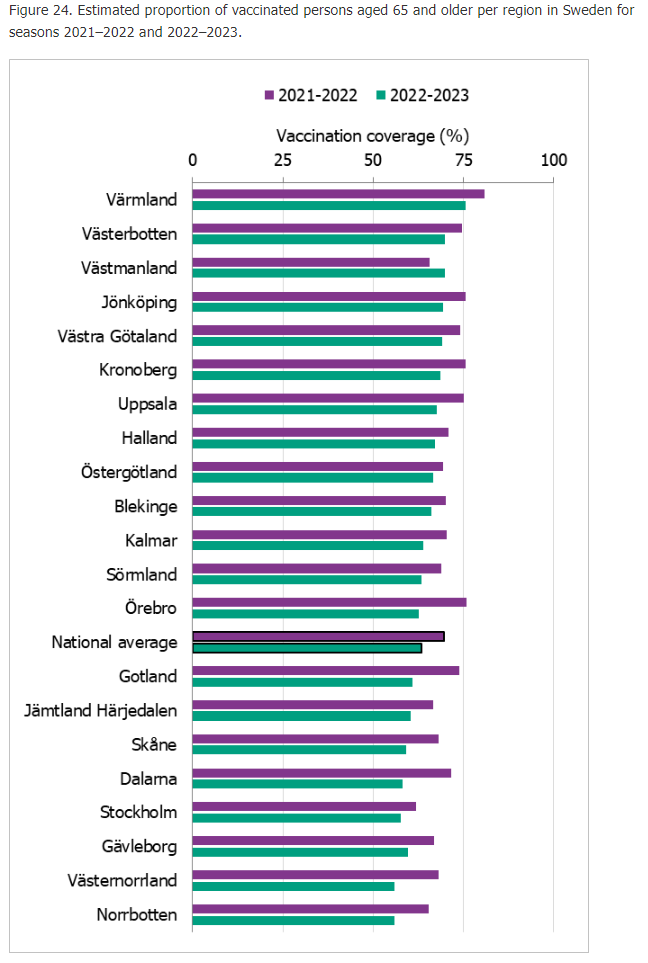 Figure 24. Estimated proportion of vaccinated persons aged 65 and older per region in Sweden for
seasons 2021–2022 and 2022–2023.
2021-2022 2022-2023
Vaccination coverage (%)
0 25 50 75 100
Värmland
Västerbotten
Västmanland
Jönköping
Västra Götaland
Kronoberg
Uppsala
Halland
Östergötland
Blekinge
Kalmar
Sörmland
Örebro
National average
Gotland
Jämtland Härjedalen
Skåne
Dalarna
Stockholm
Gävleborg
Västernorrland
Norrbotten